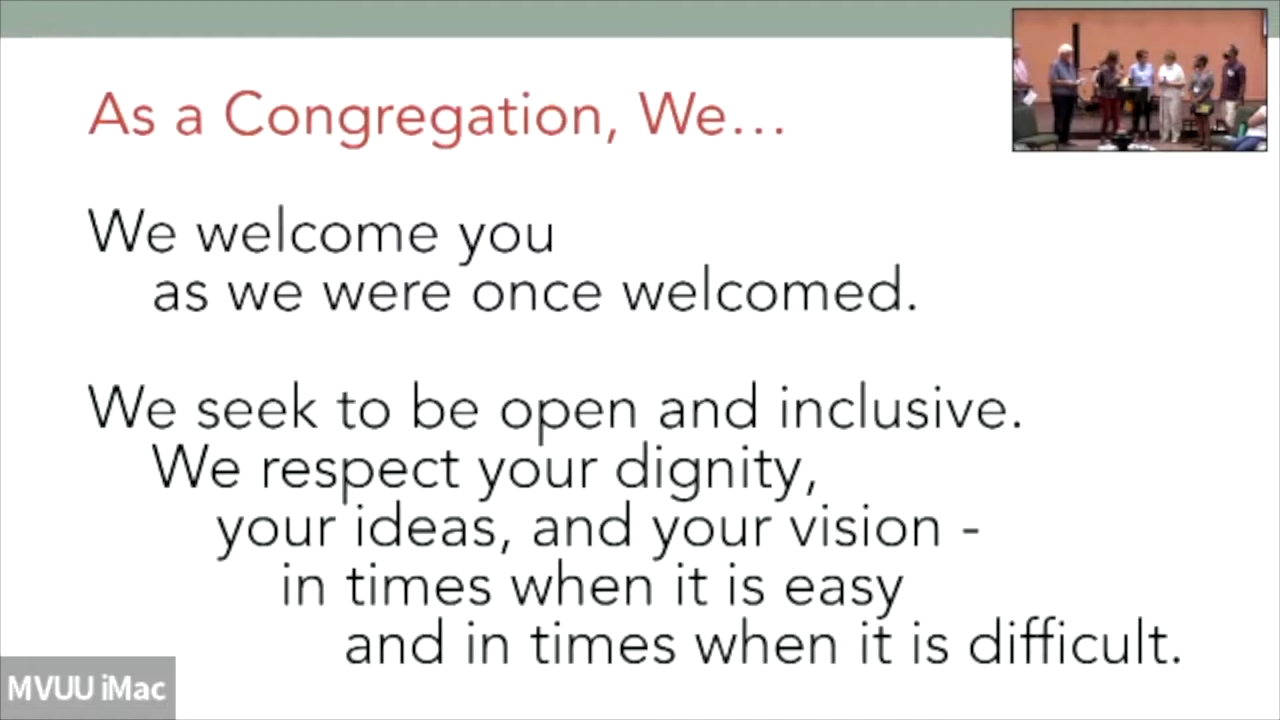 As a Congregation, We...
We welcome you
as we were once welcomed.
We seek to be open and inclusive.
We respect your dignity,
your ideas, and your vision -
in times when it is easy
and in times when it is difficult.
MVUU iMac